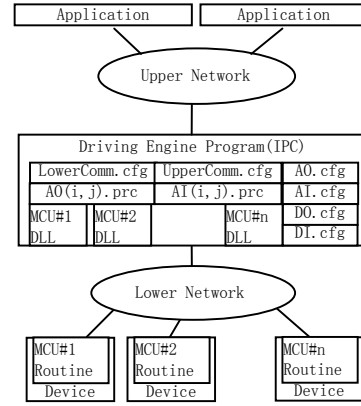 Application Application
Upper Network
Driving Engine Program(IPC)
LowerComm.cfg UpperComm.cfg AO.cfg
AO(i,j).prc AI(i,j).prc AI.cfg
MCU#1 MCU#2 MCU#n DO.cfg
DLL DLL DLL DI.cfg
Lower Network
MCU#1 MCU#2 MCU#n
Routine Routine Routine
Device Device Device